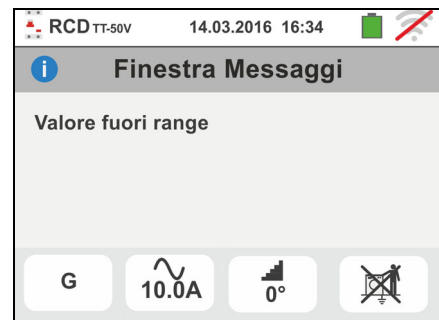 RCD TT-50V 14.03.2016 16:34
i Finestra Messaggi
Valore fuori range
G 10.0A 0°